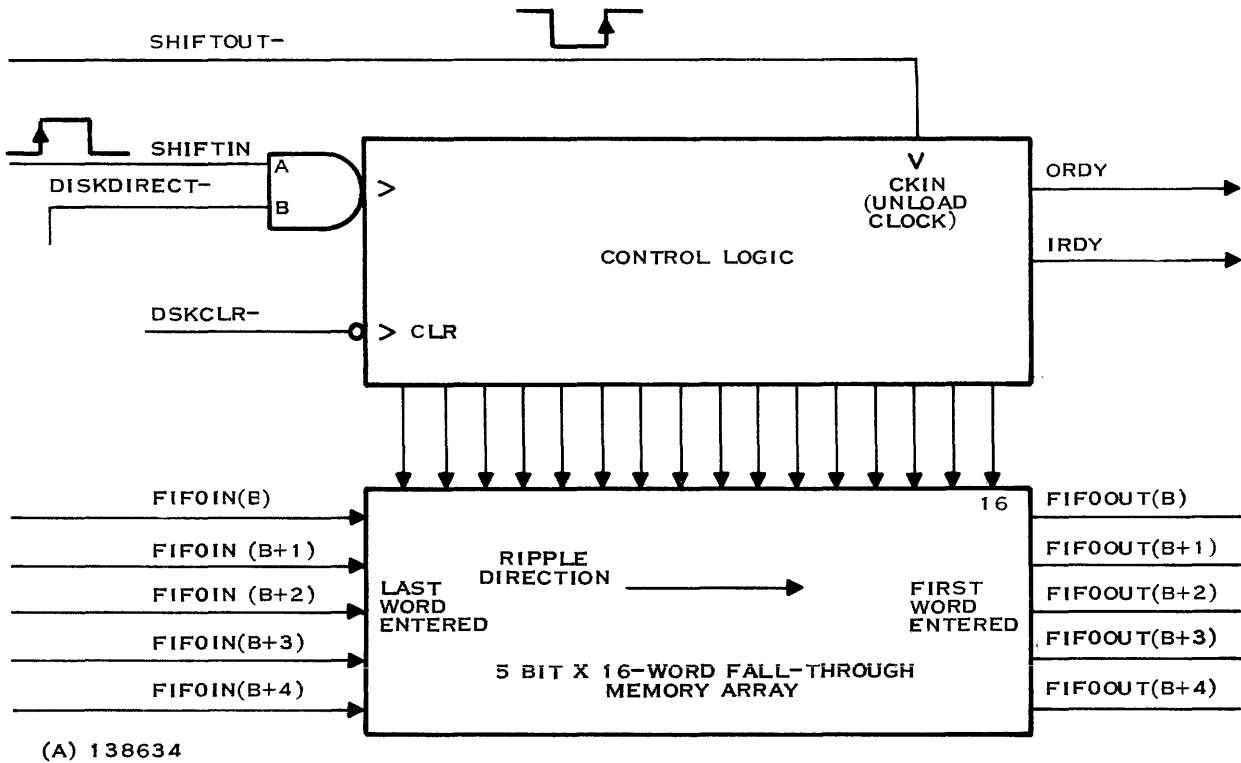 SHIFTOUT-
SHIFTIN
DISKDIRECT-
A
B
CKIN
(UNLOAD
CLOCK)
ORDY
IRDY
CONTROL LOGIC
DSKCLR-
CLR
16
FIFOIN(B)
FIFOIN (B+1)
FIFOIN (B+2)
FIFOIN(B+3)
FIFOIN(B+4)
RIPPLE
DIRECTION
LAST
WORD
ENTERED
FIRST
WORD
ENTERED
5 BIT X 16-WORD FALL-THROUGH
MEMORY ARRAY
FIFOOUT(B)
FIFOOUT(B+1)
FIFOOUT(B+2)
FIFOOUT(B+3)
FIFOOUT(B+4)
(A) 138634